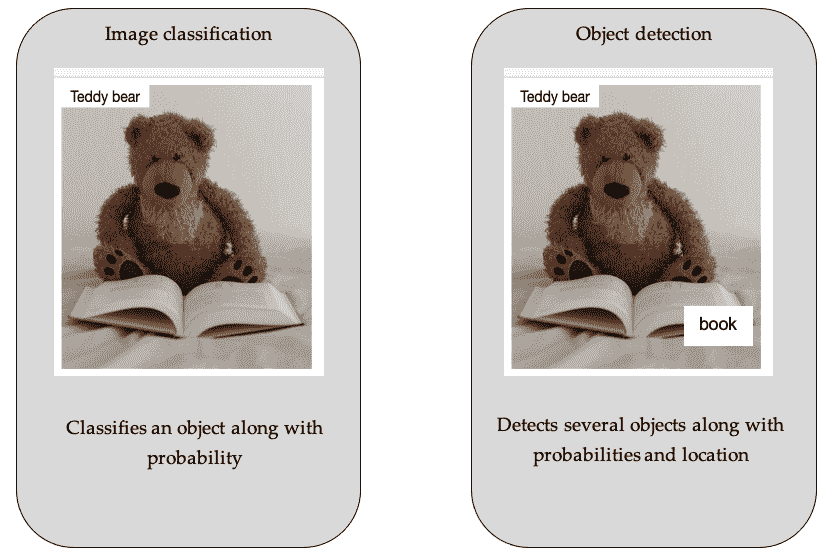 Image classification
Teddy bear
Classifies an object along with
probability
Object detection
Teddy bear
book
Detects several objects along with
probabilities and location